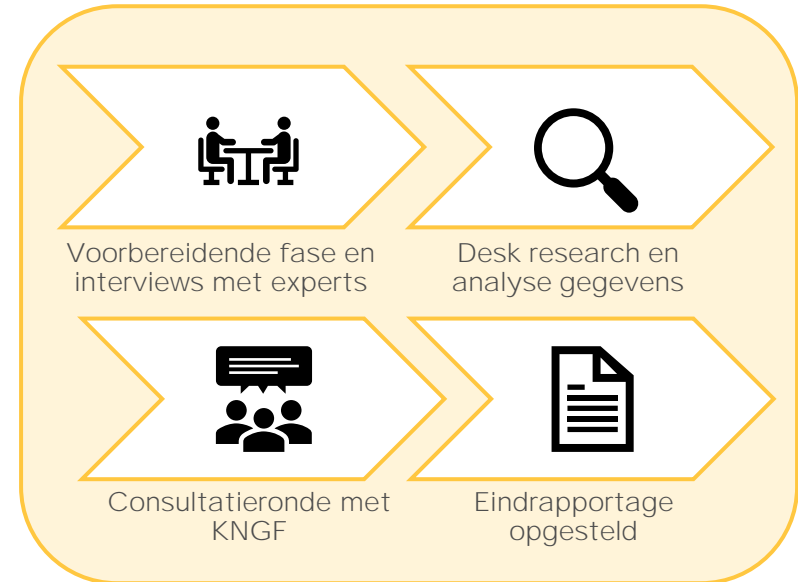 Voorbereidende fase en
interviews met experts
Desk research en
analyse gegevens
Consultatieronde met
KNGF
Eindrapportage
opgesteld